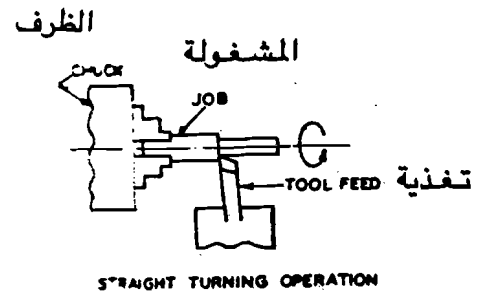 الظرف
CHUCK
المشغولة
JOB
TOOL FEED تغذية
STRAIGHT TURNING OPERATION